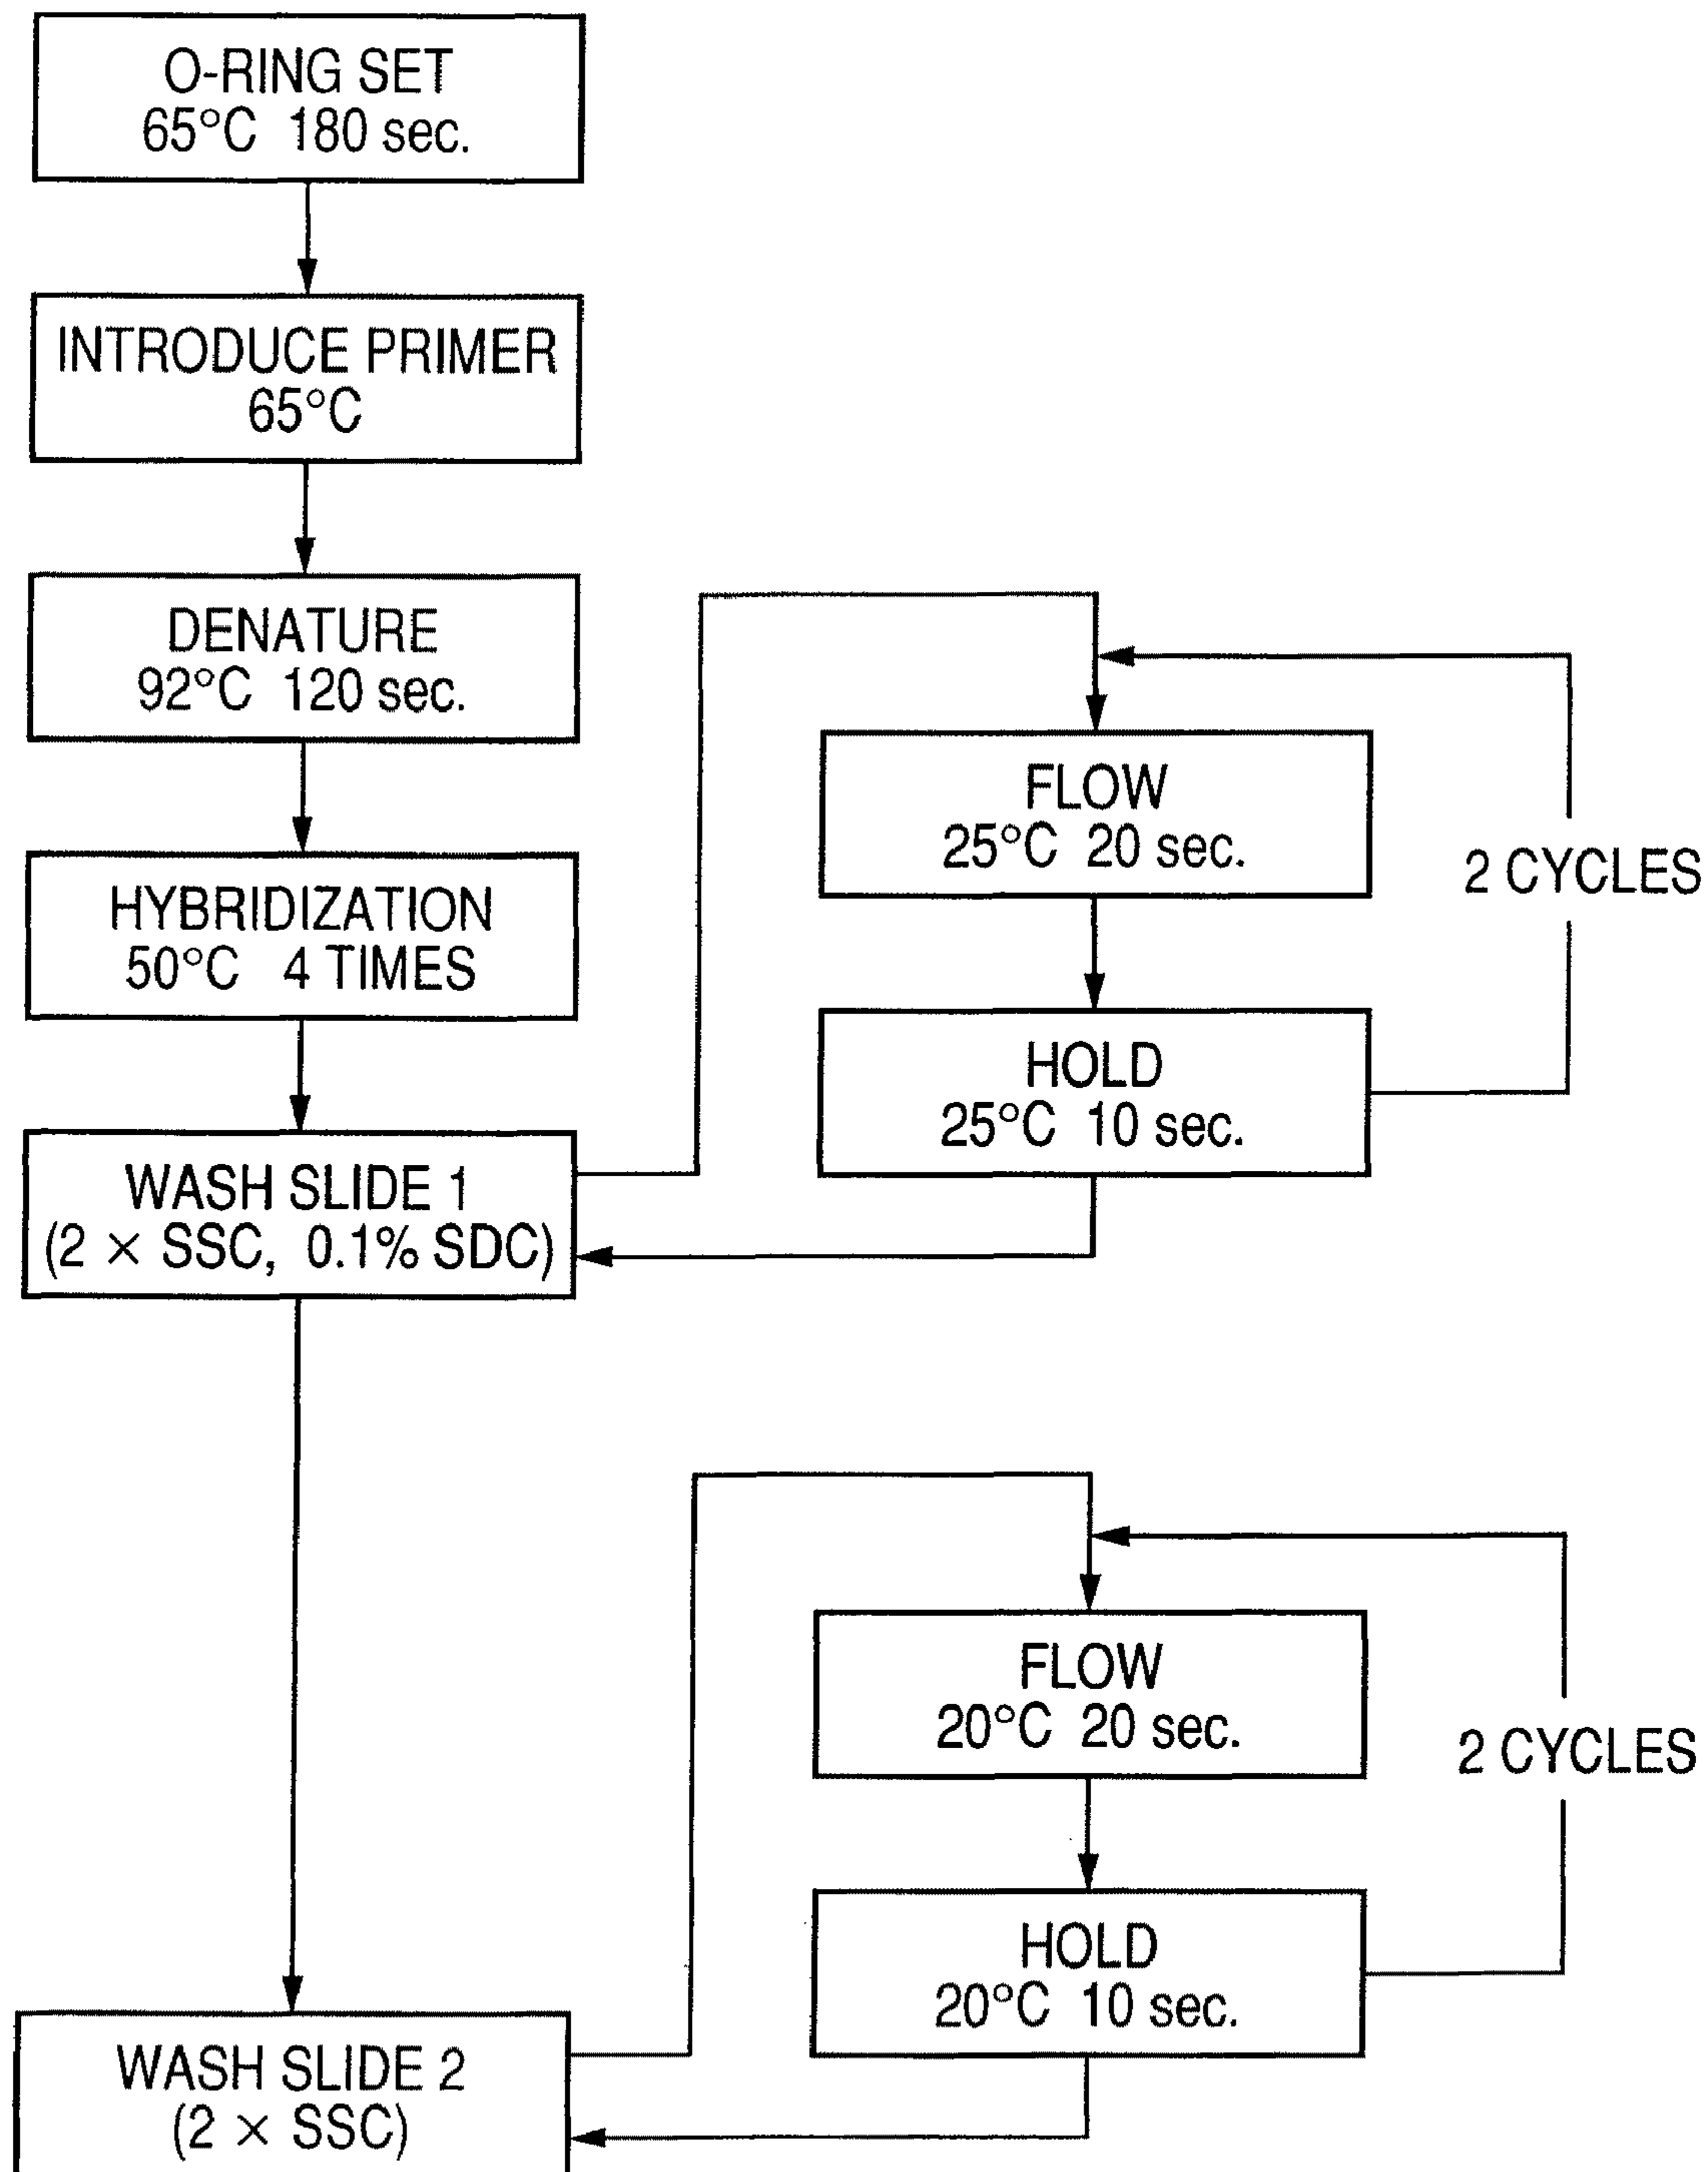 O-RING SET
65°C 180 sec.
INTRODUCE PRIMER
65°C
DENATURE
92°C 120 sec.
HYBRIDIZATION
50°C 4 TIMES
WASH SLIDE 1
(2 × SSC, 0.1% SDC)
FLOW
25°C 20 sec.
HOLD
25°C 10 sec.
2 CYCLES
WASH SLIDE 2
(2 × SSC)
FLOW
20°C 20 sec.
HOLD
20°C 10 sec.
2 CYCLES